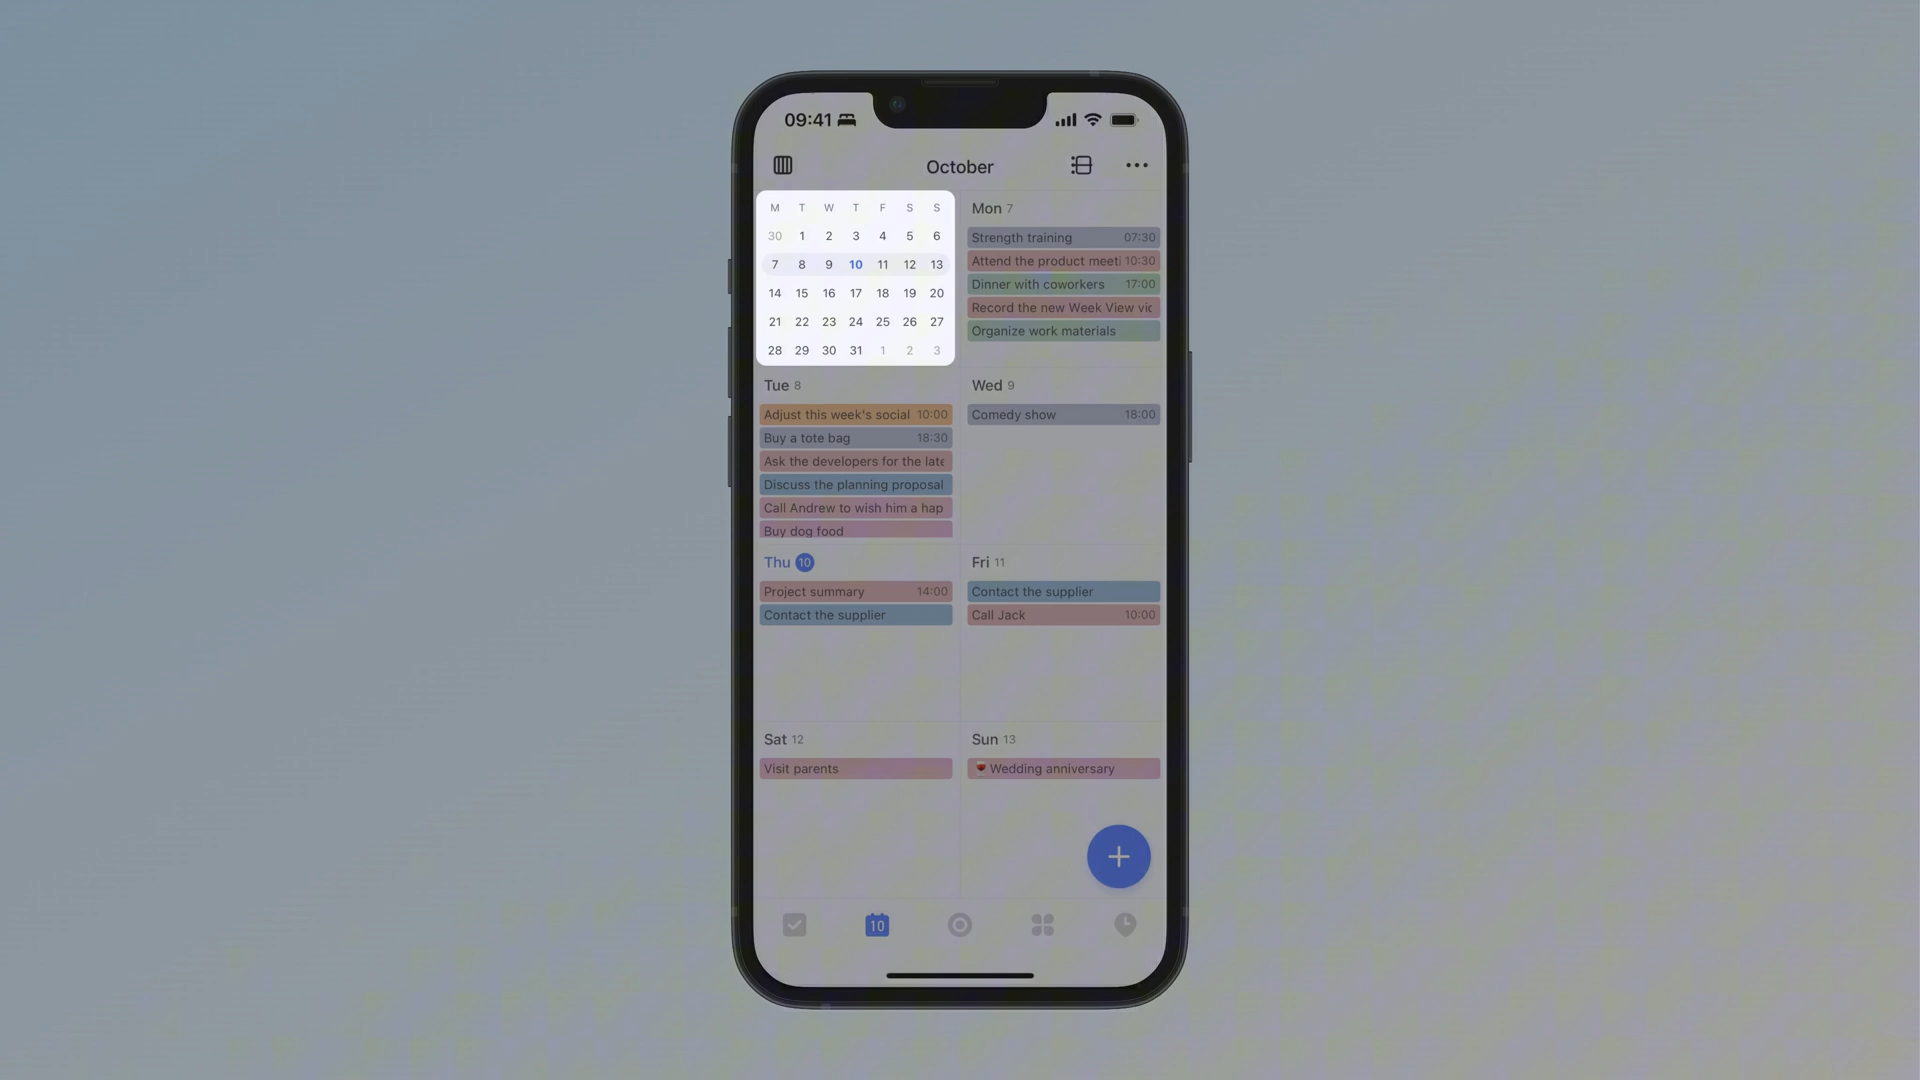 09:41
October
M T W T F S S
30 1 2 3 4 5 6
7 8 9 10 11 12 13
14 15 16 17 18 19 20
21 22 23 24 25 26 27
28 29 30 31 1 2 3
Mon 7
Strength training 07:30
Attend the product meeti 10:30
Dinner with coworkers 17:00
Record the new Week View vic
Organize work materials
Tue 8
Adjust this week's social 10:00
Buy a tote bag 18:30
Ask the developers for the late
Discuss the planning proposal
Call Andrew to wish him a hap
Buy dog food
Wed 9
Comedy show 18:00
Thu 10
Project summary 14:00
Contact the supplier
Fri 11
Contact the supplier
Call Jack 10:00
Sat 12
Visit parents
Sun 13
🍷 Wedding anniversary
10